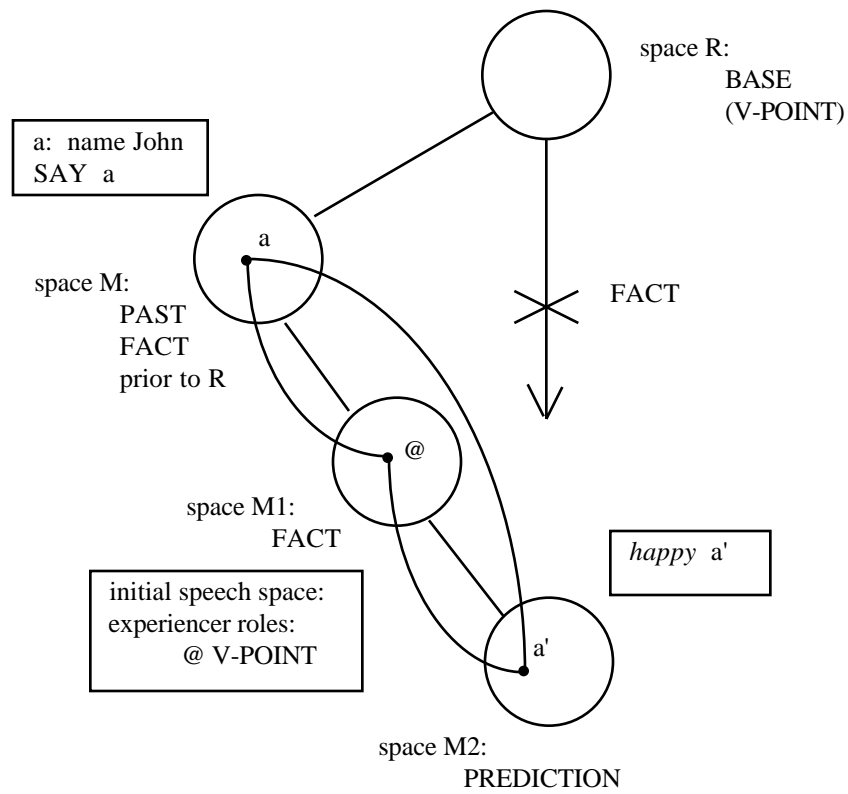 space R:
BASE
(V-POINT)
a: name John
SAY a
a
space M:
PAST
FACT
prior to R
FACT
@
space M1:
FACT
happy a'
initial speech space:
experiencer roles:
@ V-POINT
a'
space M2:
PREDICTION